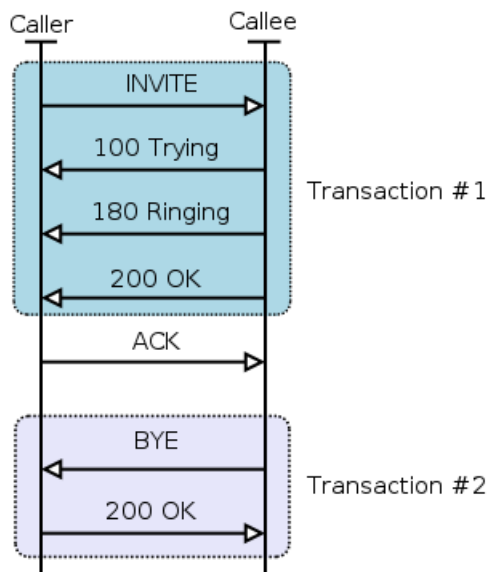 Caller Callee
INVITE
100 Trying
180 Ringing
Transaction #1
200 OK
ACK
BYE
Transaction #2
200 OK